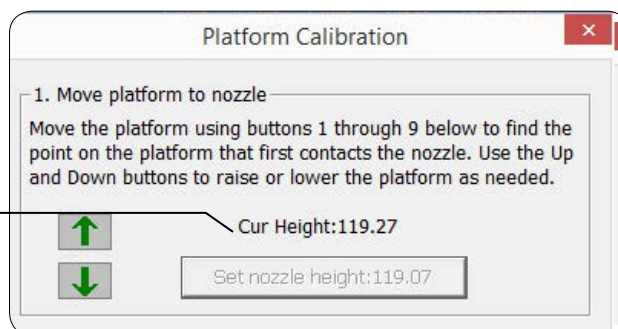 Platform Calibration
1. Move platform to nozzle
Move the platform using buttons 1 through 9 below to find the
point on the platform that first contacts the nozzle. Use the Up
and Down buttons to raise or lower the platform as needed.
Cur Height:119.27
Set nozzle height:119.07